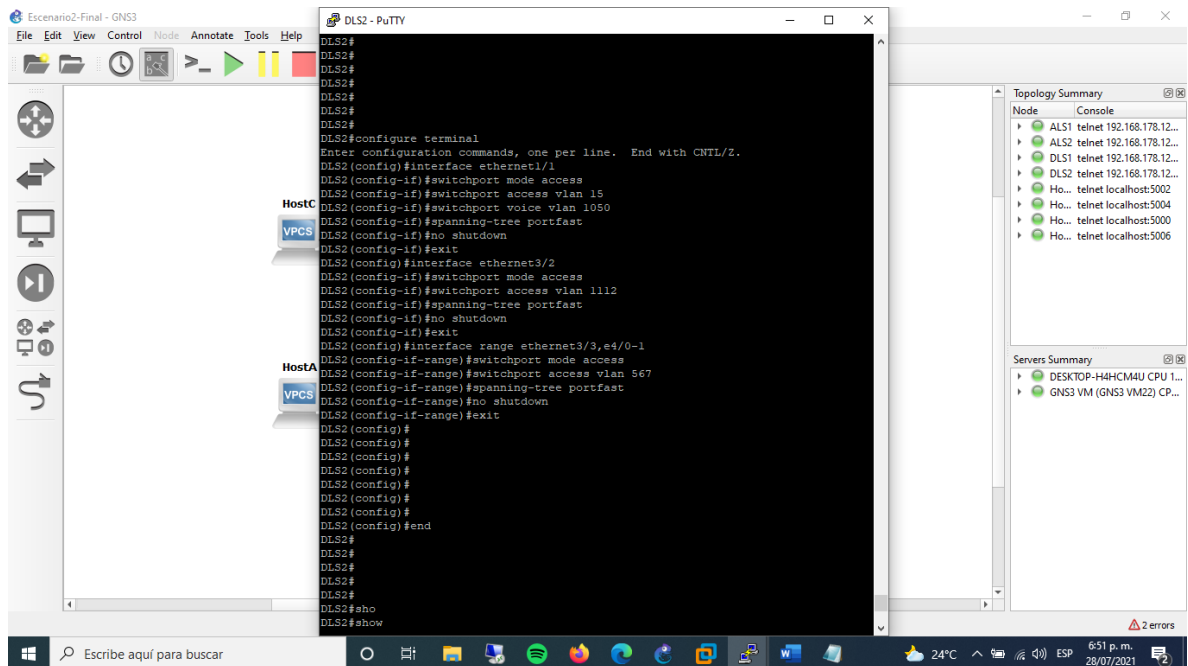 Escenario2-Final - GNS3
File Edit View Control Node Annotate Tools Help
HostC
VPCS
HostA
VPCS
DLS2 - PuTTY
DLS2#
DLS2#
DLS2#
DLS2#
DLS2#
DLS2#
DLS2#
DLS2#configure terminal
Enter configuration commands, one per line. End with CNTL/Z.
DLS2(config)#interface ethernet1/1
DLS2(config-if)#switchport mode access
DLS2(config-if)#switchport access vlan 15
DLS2(config-if)#switchport voice vlan 1050
DLS2(config-if)#spanning-tree portfast
DLS2(config-if)#no shutdown
DLS2(config-if)#exit
DLS2(config)#interface ethernet3/2
DLS2(config-if)#switchport mode access
DLS2(config-if)#switchport access vlan 1112
DLS2(config-if)#spanning-tree portfast
DLS2(config-if)#no shutdown
DLS2(config-if)#exit
DLS2(config)#interface range ethernet3/3,e4/0-1
DLS2(config-if-range)#switchport mode access
DLS2(config-if-range)#switchport access vlan 567
DLS2(config-if-range)#spanning-tree portfast
DLS2(config-if-range)#no shutdown
DLS2(config-if-range)#exit
DLS2(config)#
DLS2(config)#
DLS2(config)#
DLS2(config)#
DLS2(config)#
DLS2(config)#
DLS2(config)#
DLS2(config)#end
DLS2#
DLS2#
DLS2#
DLS2#
DLS2#
DLS2#sho
DLS2#show
Topology Summary
Node Console
ALS1 telnet 192.168.178.12...
ALS2 telnet 192.168.178.12...
DLS1 telnet 192.168.178.12...
DLS2 telnet 192.168.178.12...
Ho... telnet localhost:5002
Ho... telnet localhost:5004
Ho... telnet localhost:5000
Ho... telnet localhost:5006
Servers Summary
DESKTOP-H4HCM4U CPU 1...
GNS3 VM (GNS3 VM22) CP...
2 errors
Escribe aquí para buscar
24°C
ESP
6:51 p. m.
28/07/2021
2